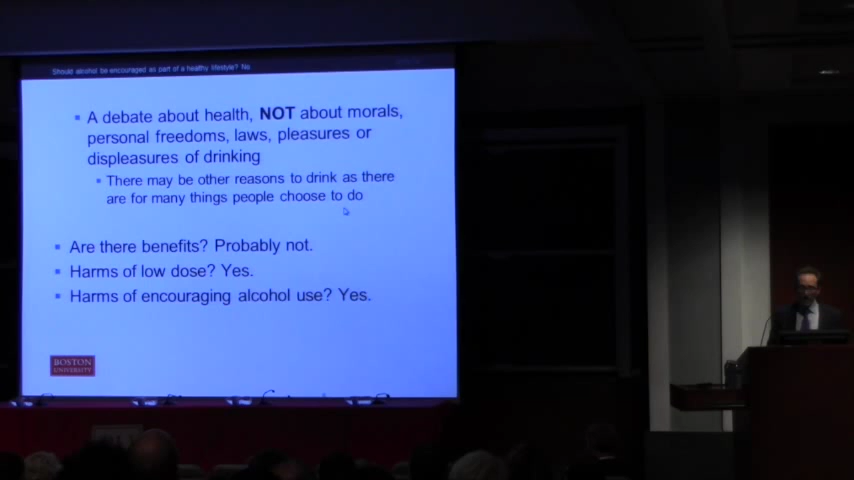 Should alcohol be encouraged as part of a healthy lifestyle? No
▪ A debate about health, NOT about morals,
personal freedoms, laws, pleasures or
displeasures of drinking
▪ There may be other reasons to drink as there
are for many things people choose to do
▪ Are there benefits? Probably not.
▪ Harms of low dose? Yes.
▪ Harms of encouraging alcohol use? Yes.
BOSTON
UNIVERSITY